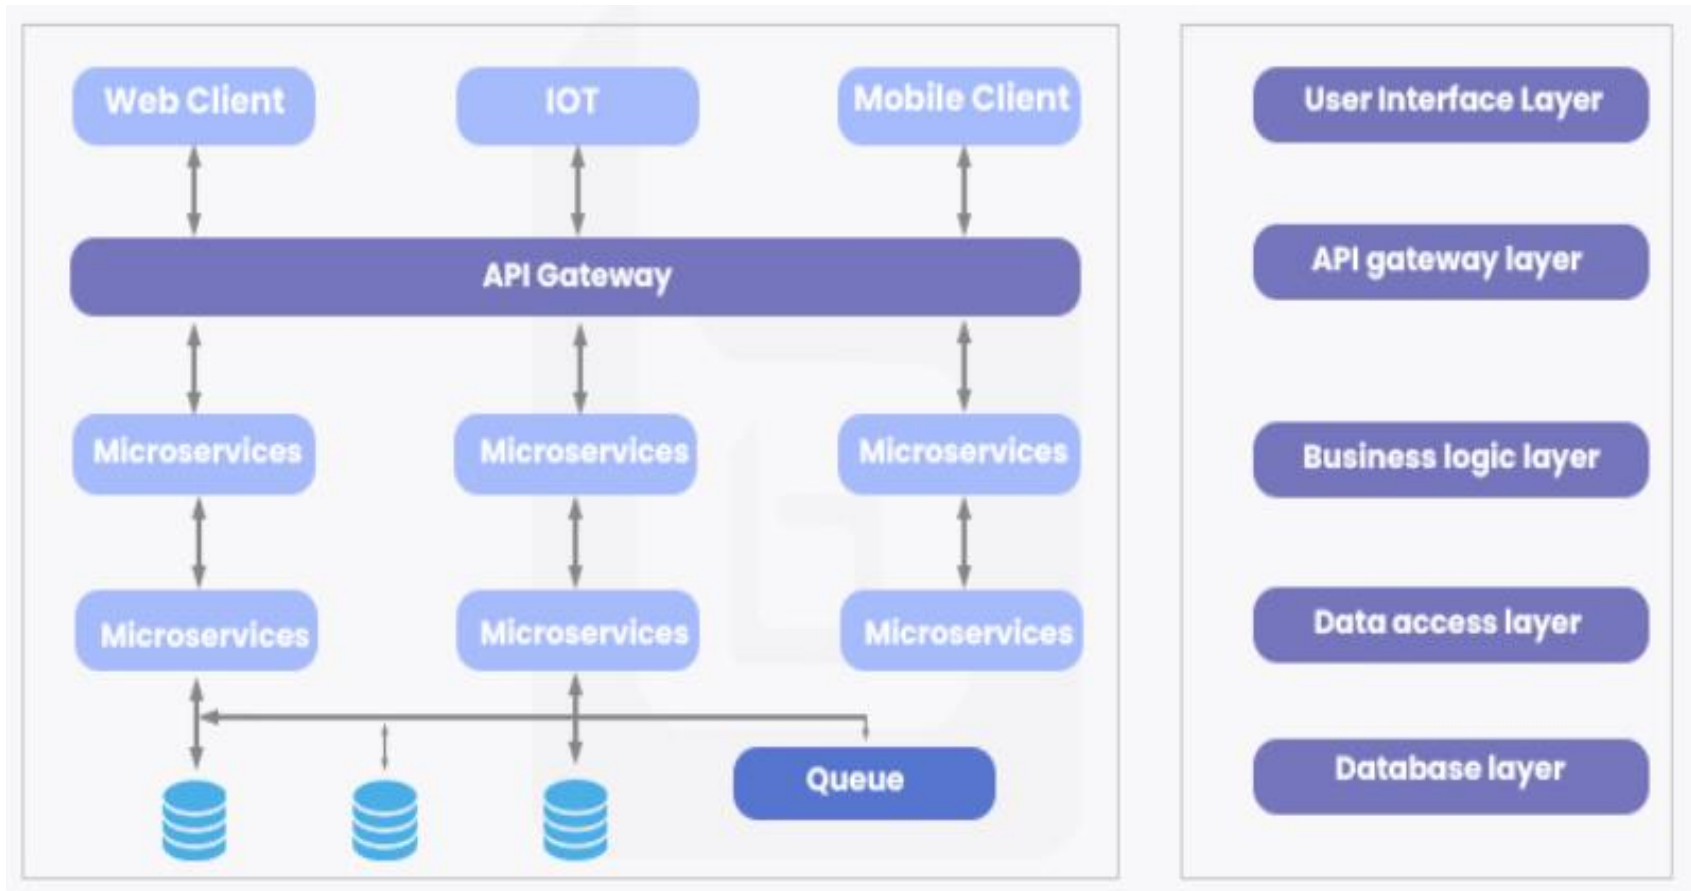 Web Client
IOT
Mobile Client
User Interface Layer
API Gateway
API gateway layer
Microservices
Microservices
Microservices
Business logic layer
Microservices
Microservices
Microservices
Data access layer
Queue
Database layer